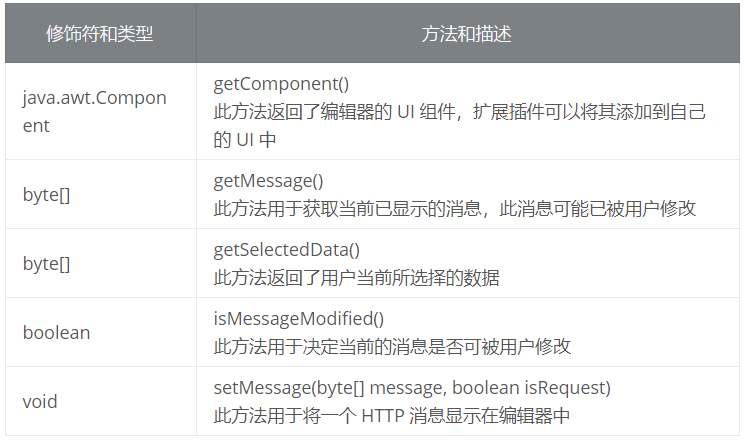 修饰符和类型
方法和描述
java.awt.Compon
ent
getComponent()
此方法返回了编辑器的 UI 组件，扩展插件可以将其添加到自己
的 UI 中
byte[]
getMessage()
此方法用于获取当前已显示的消息，此消息可能已被用户修改
byte[]
getSelectedData()
此方法返回了用户当前所选择的数据
boolean
isMessageModified()
此方法用于决定当前的消息是否可被用户修改
void
setMessage(byte[] message, boolean isRequest)
此方法用于将一个 HTTP 消息显示在编辑器中